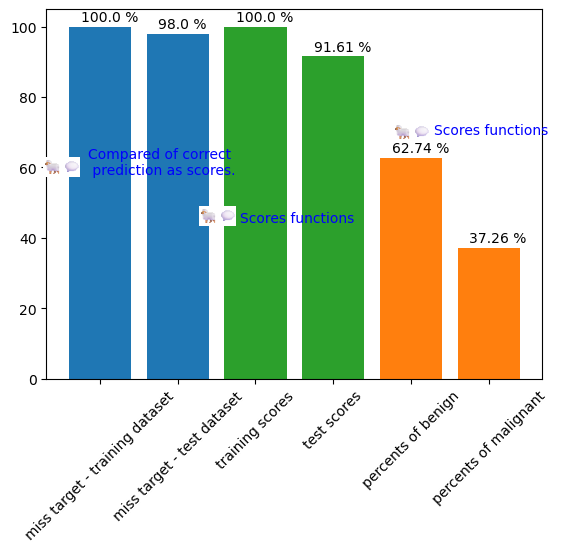 100.0 %
98.0 %
100.0 %
91.61 %
62.74 %
37.26 %
Scores functions
Compared of correct
prediction as scores.
Scores functions
100
80
60
40
20
0
miss target - training dataset
miss target - test dataset
training scores
test scores
percents of benign
percents of malignant